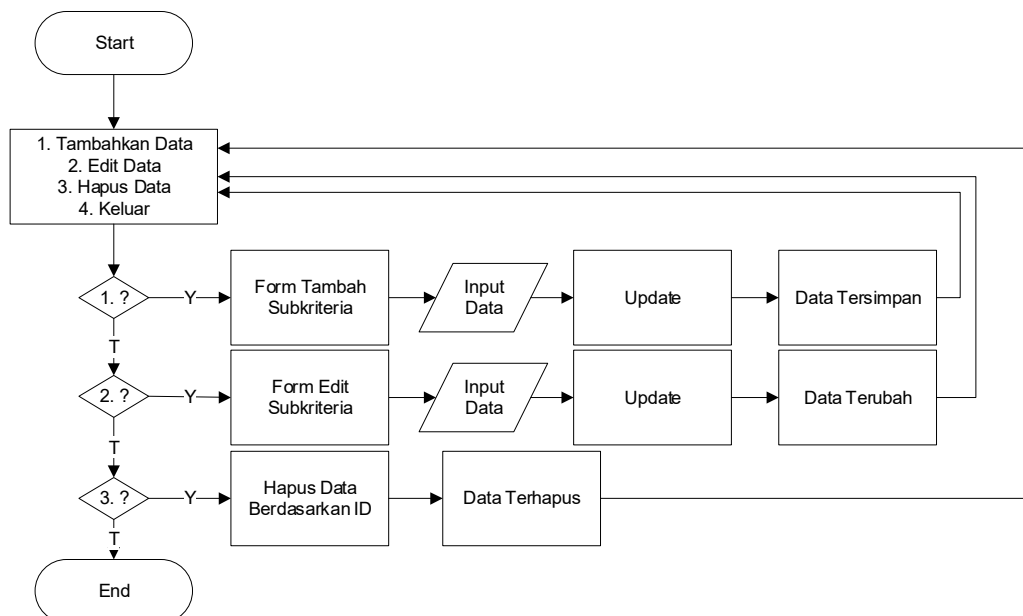 Start
1. Tambahkan Data
2. Edit Data
3. Hapus Data
4. Keluar
1. ?
Y
Form Tambah
Subkriteria
Input
Data
Update
Data Tersimpan
T
2. ?
Y
Form Edit
Subkriteria
Input
Data
Update
Data Terubah
T
3. ?
Y
Hapus Data
Berdasarkan ID
Data Terhapus
T
End